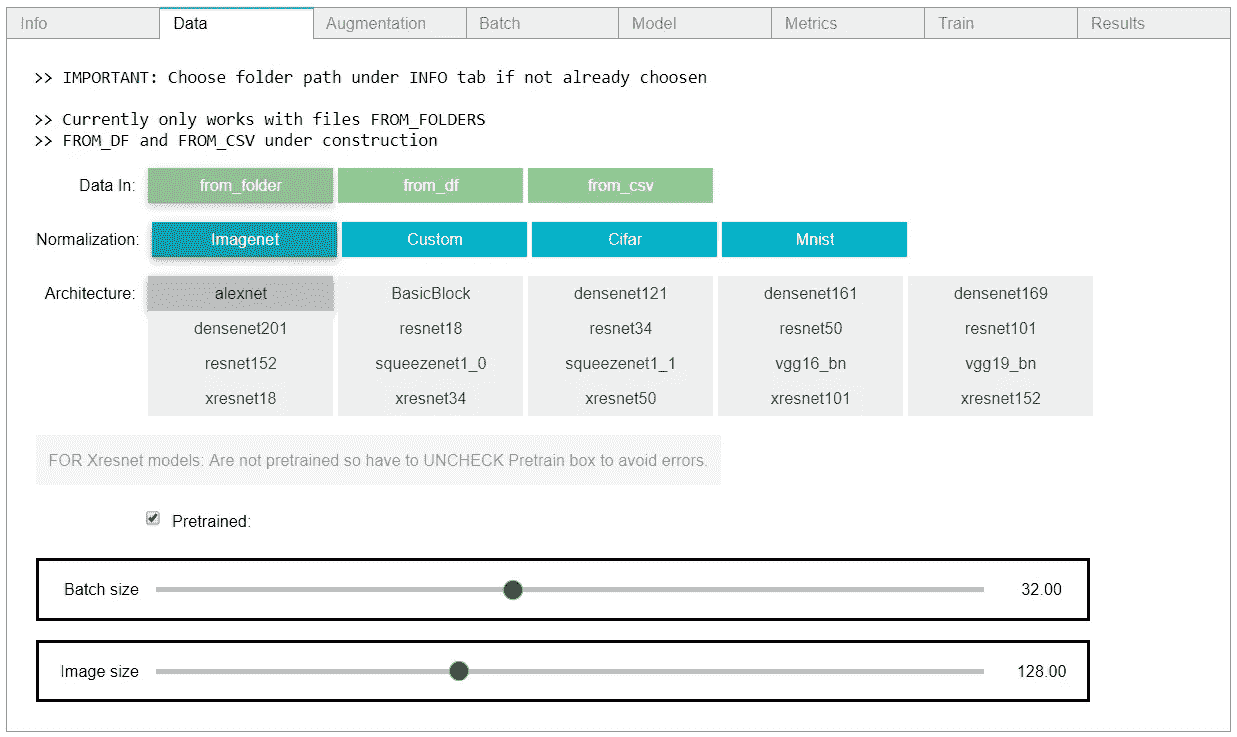 Info Data Augmentation Batch Model Metrics Train Results
>> IMPORTANT: Choose folder path under INFO tab if not already choosen
>> Currently only works with files FROM_FOLDERS
>> FROM_DF and FROM_CSV under construction
Data In: from_folder from_df from_csv
Normalization: Imagenet Custom Cifar Mnist
Architecture: alexnet BasicBlock densenet121 densenet161 densenet169
densenet201 resnet18 resnet34 resnet50 resnet101
resnet152 squeezenet1_0 squeezenet1_1 vgg16_bn vgg19_bn
xresnet18 xresnet34 xresnet50 xresnet101 xresnet152
FOR Xresnet models: Are not pretrained so have to UNCHECK Pretrain box to avoid errors.
Pretrained:
Batch size 32.00
Image size 128.00